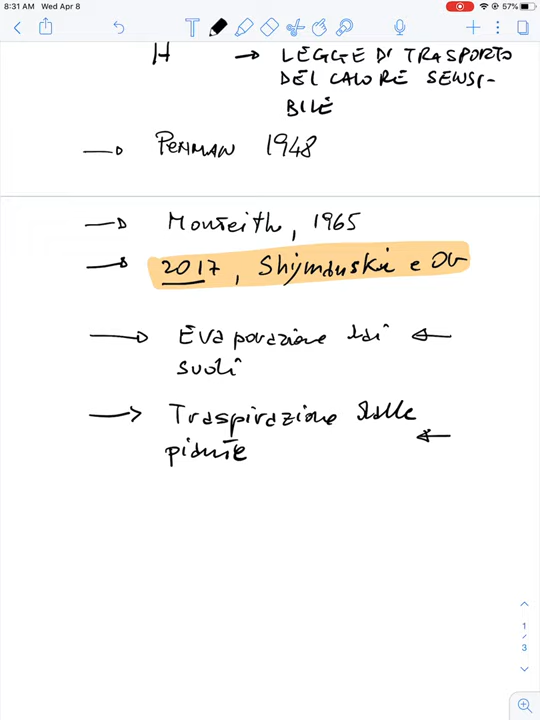 8:31 AM Wed Apr 8
57%
H → LEGGE DI TRASPORTO
DEL CALORE SENSI-
BILE
→ PENMAN 1948
→ Monteith, 1965
→ 2017, Shymanski e Or
→ Evaporazione dai ←
suoli
→ Traspirazione dalle
piante ←
1
/
3